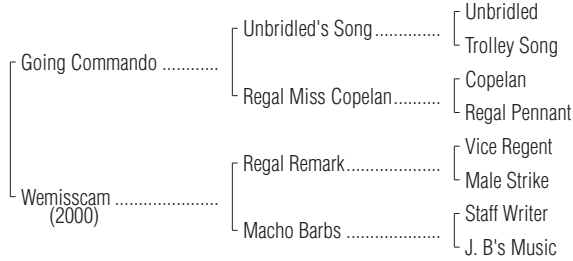 Unbridled
Unbridled's Song...............
Trolley Song
Going Commando ............
Copelan
Regal Miss Copelan..........
Regal Pennant
Vice Regent
Regal Remark....................
Male Strike
Wemisscam ......................
(2000)
Staff Writer
Macho Barbs ....................
J. B's Music